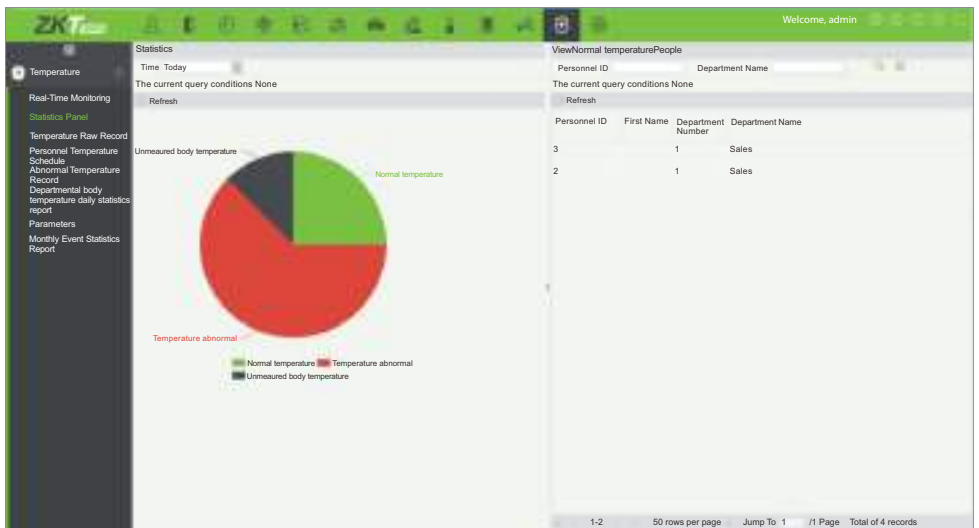 ZKTeco
Welcome, admin
Temperature
Real-Time Monitoring
Statistics Panel
Temperature Raw Record
Personnel Temperature
Schedule
Abnormal Temperature
Record
Departmental body
temperature daily statistics
report
Parameters
Monthly Event Statistics
Report
Statistics
Time Today
The current query conditions None
Refresh
Unmeaured body temperature
Normal temperature
Temperature abnormal
Normal temperature Temperature abnormal
Unmeaured body temperature
ViewNormal temperaturePeople
Personnel ID Department Name
The current query conditions None
Refresh
Personnel ID First Name Department Department Name
Number
3 1 Sales
2 1 Sales
1-2 50 rows per page Jump To 1 /1 Page Total of 4 records